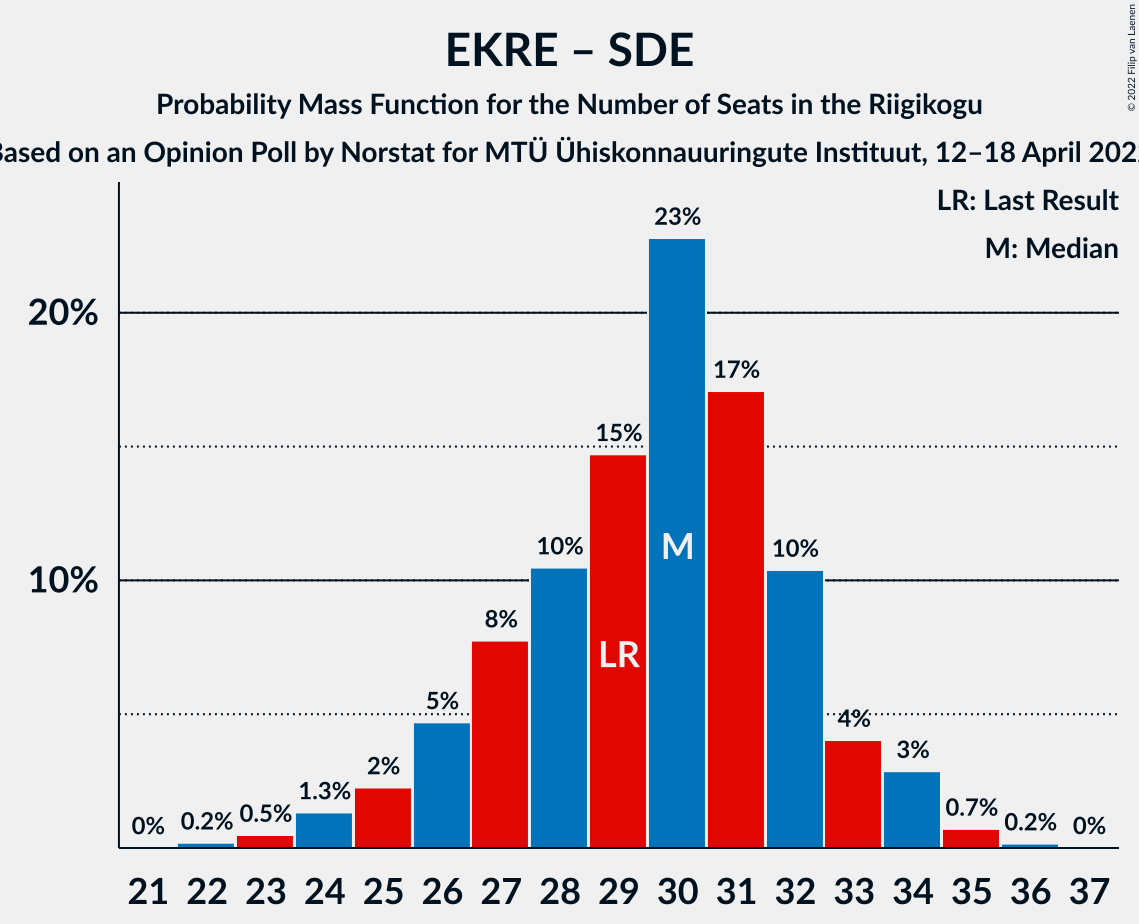 EKRE – SDE
Probability Mass Function for the Number of Seats in the Riigikogu
Based on an Opinion Poll by Norstat for MTÜ Ühiskonnauuringute Instituut, 12–18 April 2022
© 2022 Filip van Laenen
LR: Last Result
M: Median
20%
10%
0%
0.2%
0.5%
1.3%
2%
5%
8%
10%
15%
23%
17%
10%
4%
3%
0.7%
0.2%
0%
M
LR
21 22 23 24 25 26 27 28 29 30 31 32 33 34 35 36 37